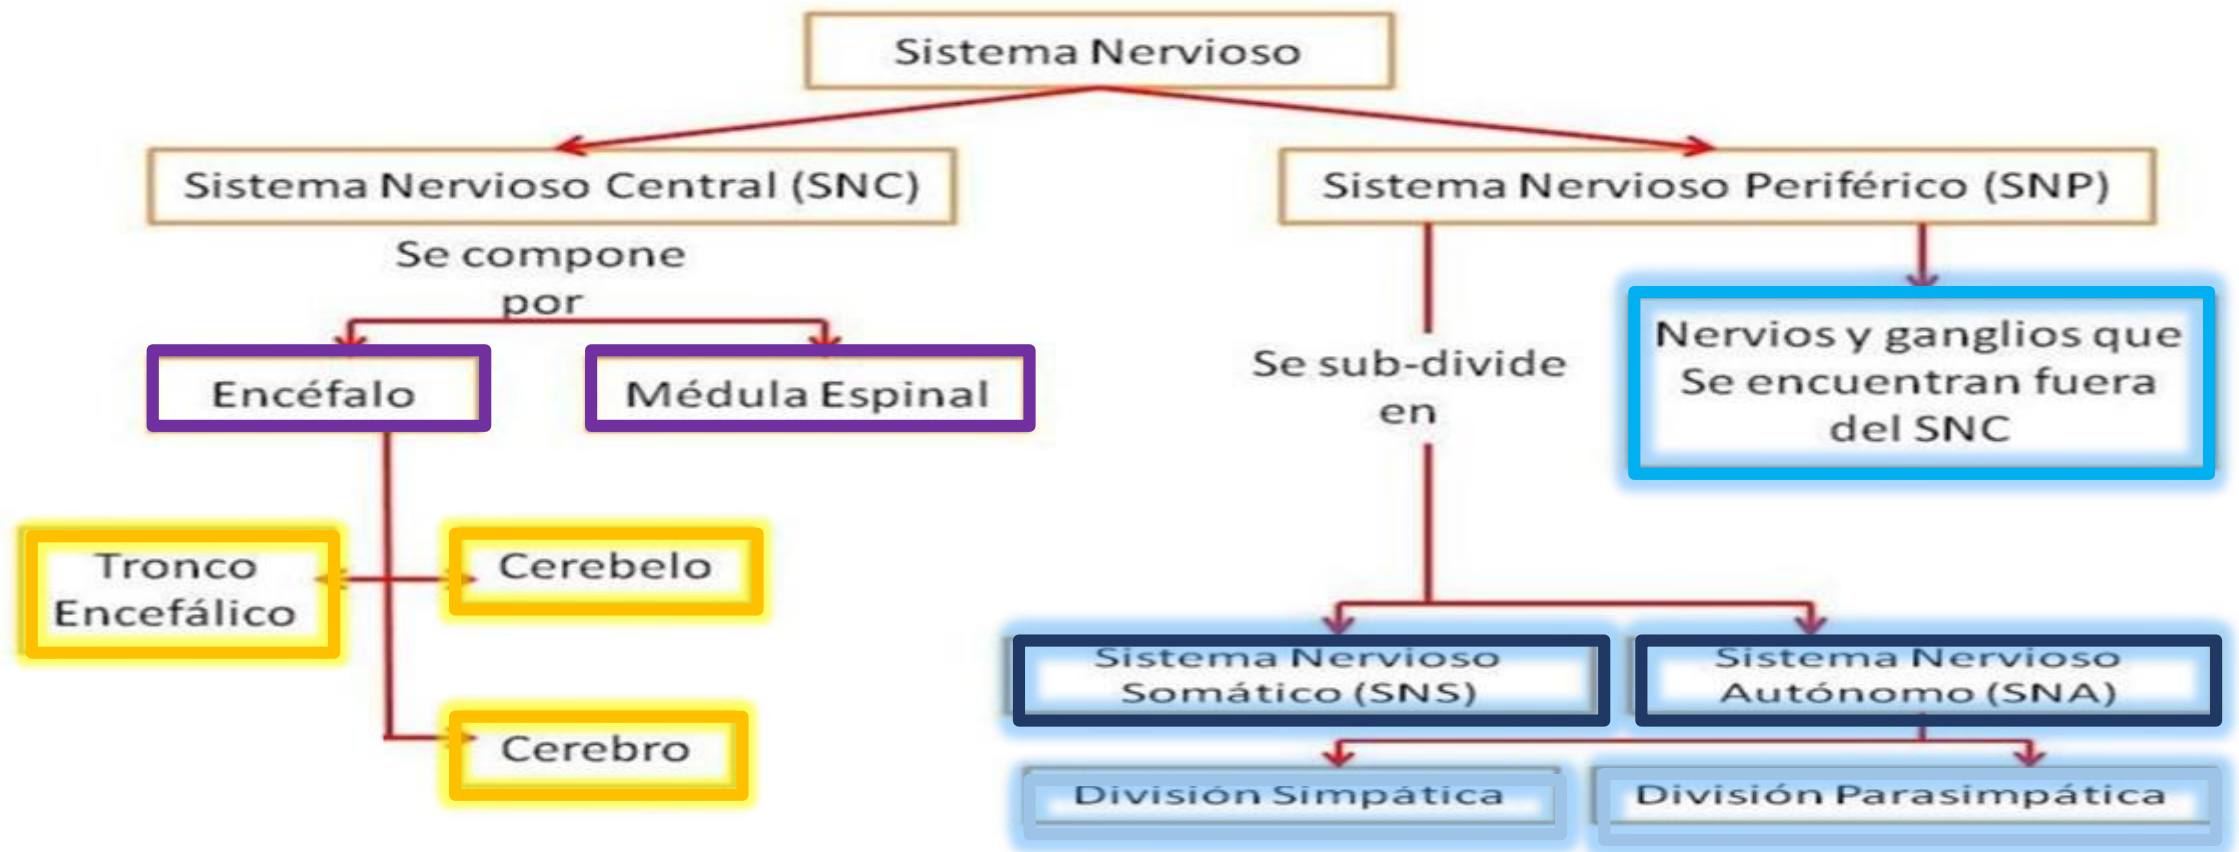 Sistema Nervioso
Sistema Nervioso Central (SNC)
Sistema Nervioso Periférico (SNP)
Se compone
por
Encéfalo
Médula Espinal
Se sub-divide
en
Nervios y ganglios que
Se encuentran fuera
del SNC
Tronco
Encefálico
Cerebelo
Cerebro
Sistema Nervioso
Somático (SNS)
Sistema Nervioso
Autónomo (SNA)
División Simpática
División Parasimpática